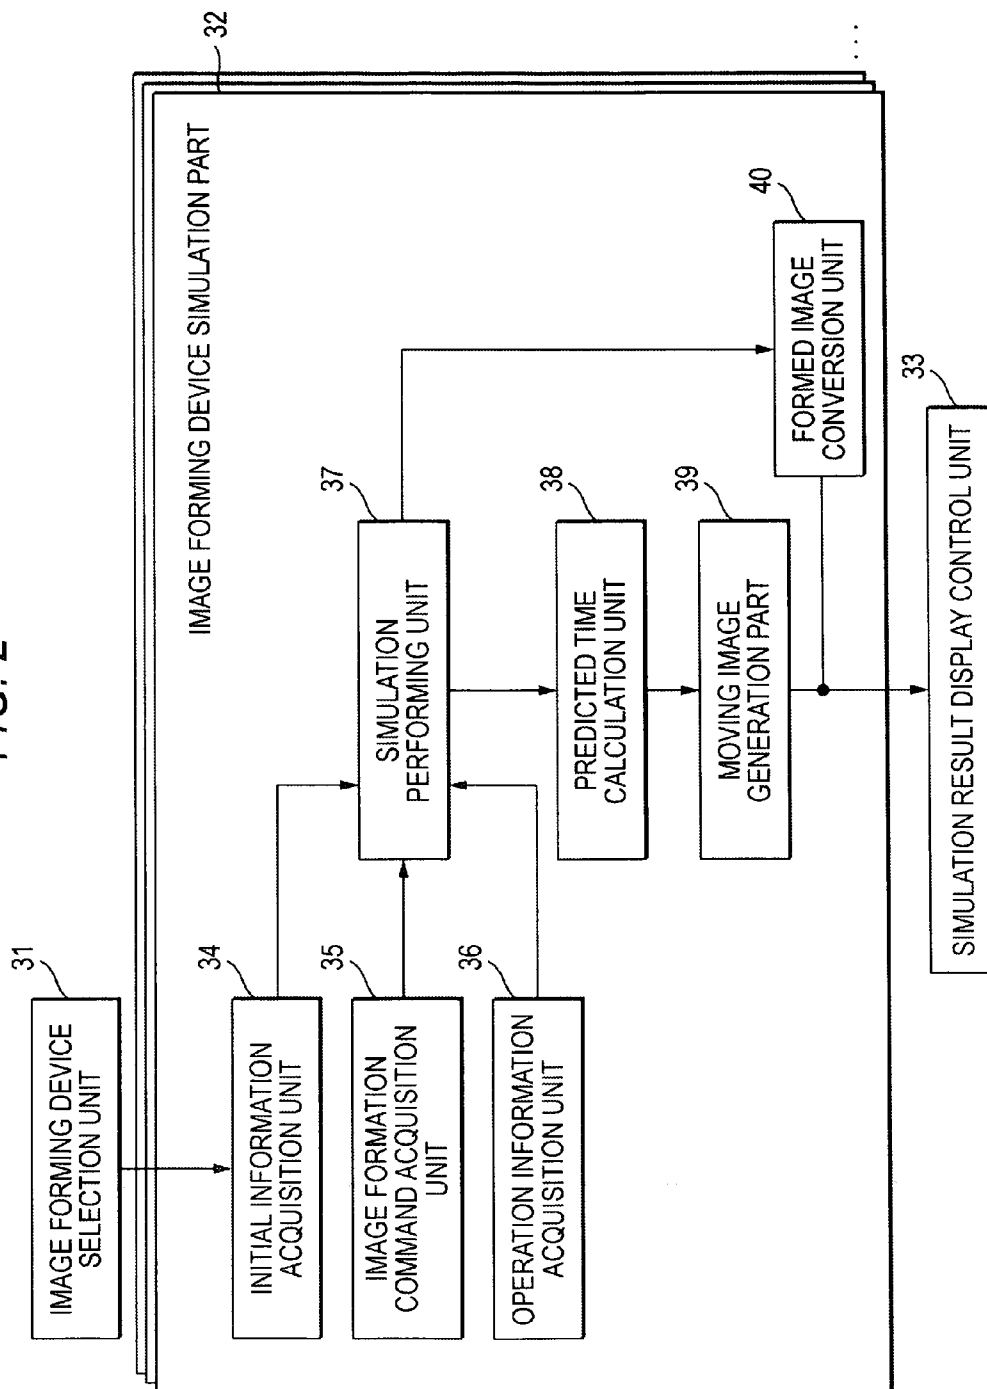 FIG. 2
32
IMAGE FORMING DEVICE SIMULATION PART
31
IMAGE FORMING DEVICE
SELECTION UNIT
34
INITIAL INFORMATION
ACQUISITION UNIT
35
IMAGE FORMATION
COMMAND ACQUISITION
UNIT
36
OPERATION INFORMATION
ACQUISITION UNIT
37
SIMULATION
PERFORMING UNIT
38
PREDICTED TIME
CALCULATION UNIT
39
MOVING IMAGE
GENERATION PART
40
FORMED IMAGE
CONVERSION UNIT
33
SIMULATION RESULT DISPLAY CONTROL UNIT
. . .